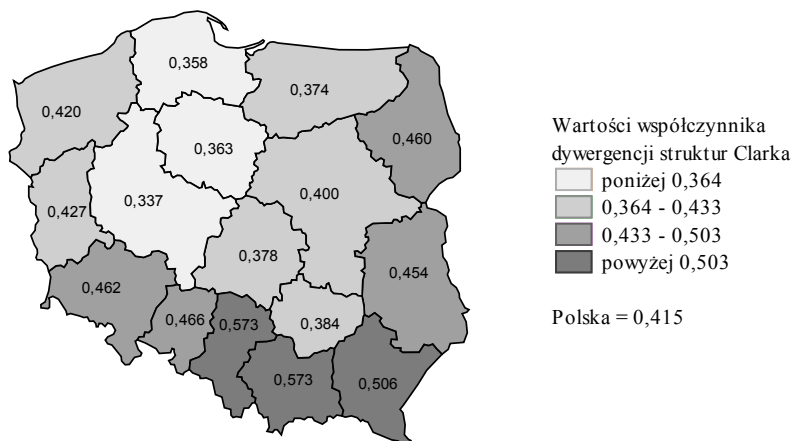 0,358
0,374
0,420
0,460
0,363
0,400
0,337
0,427
0,378
0,454
0,462
0,466
0,573
0,384
0,573
0,506
Wartości współczynnika
dywergencji struktur Clarka
poniżej 0,364
0,364 - 0,433
0,433 - 0,503
powyżej 0,503
Polska = 0,415